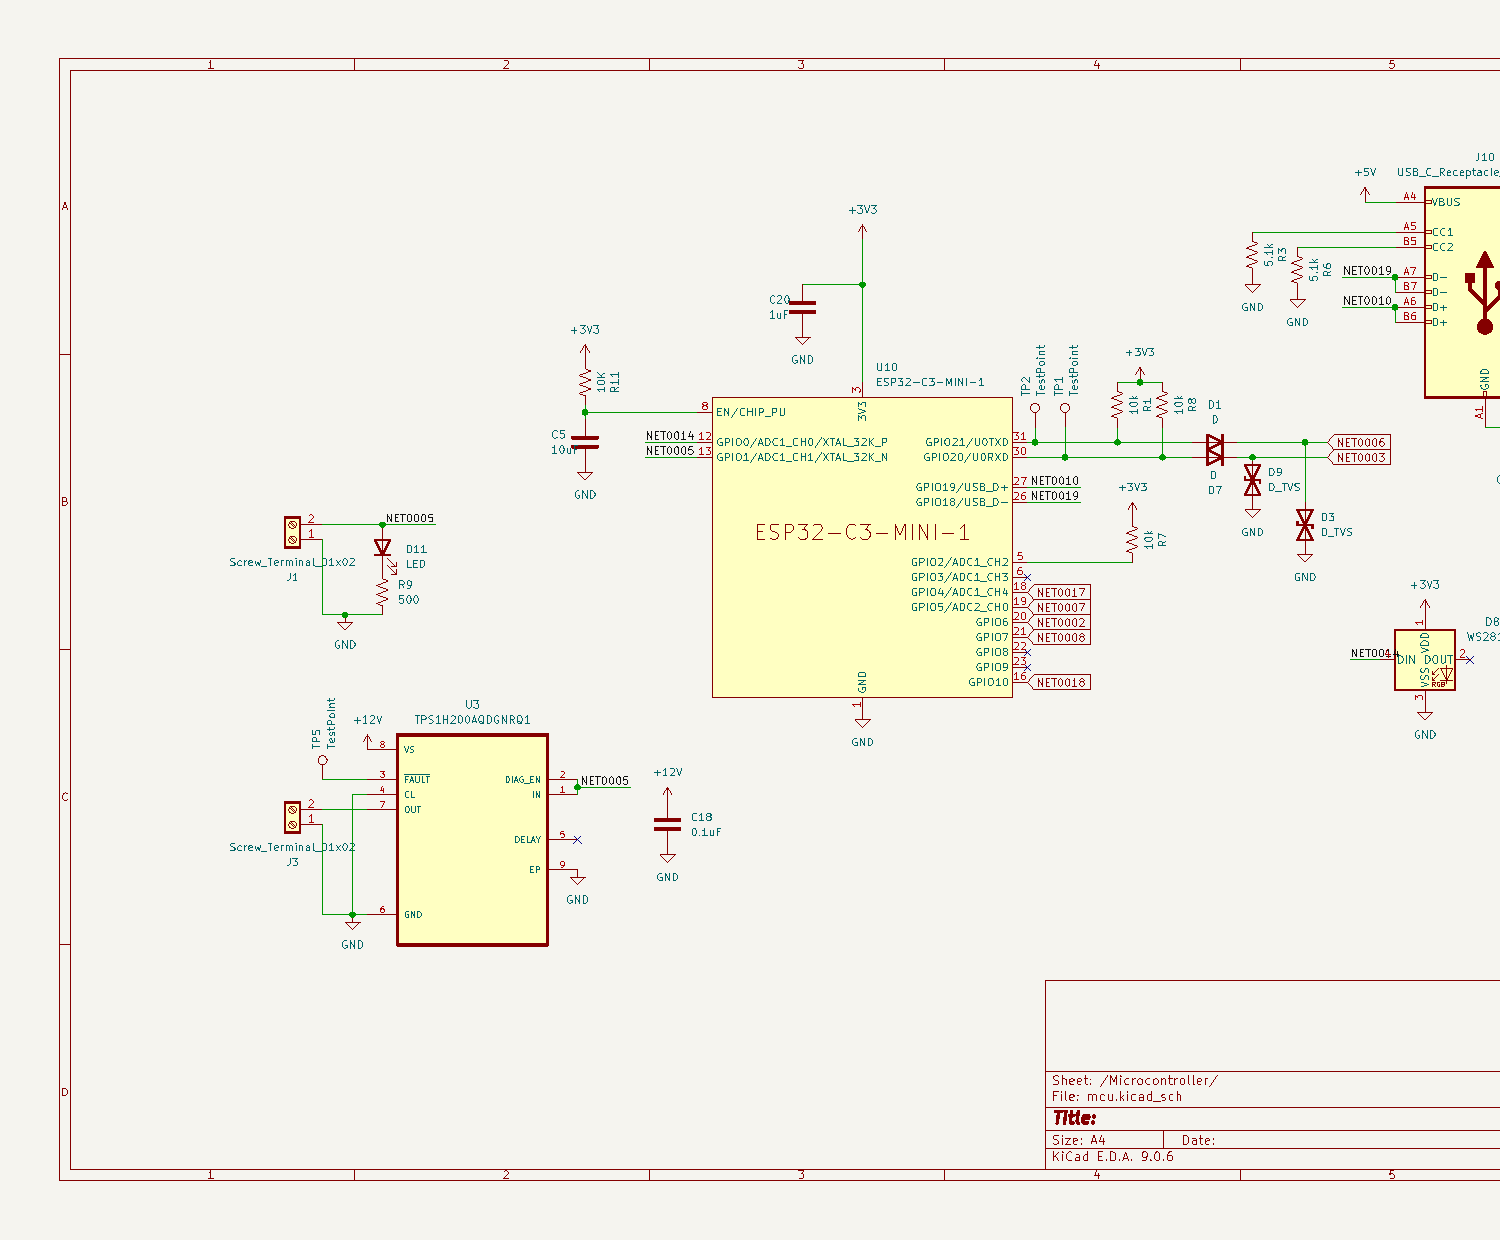 1 2 3 4 5
A
B
C
D
J10
USB_C_Receptacle
+5V
A4 VBUS
A5 CC1
B5 CC2
NET0019 A7 D-
B7 D-
NET0010 A6 D+
B6 D+
GND
A1
5.1k
R3
GND
5.1k
R6
GND
+3V3
C20
1uF
GND
+3V3
10K
R11
C5
10uF
GND
U10
ESP32-C3-MINI-1
3
3V3
8 EN/CHIP_PU
NET0014 12 GPIO0/ADC1_CH0/XTAL_32K_P
NET0005 13 GPIO1/ADC1_CH1/XTAL_32K_N
GPIO21/U0TXD 31
GPIO20/U0RXD 30
GPIO19/USB_D+ 27 NET0010
GPIO18/USB_D- 26 NET0019
ESP32-C3-MINI-1
GPIO2/ADC1_CH2 5
GPIO3/ADC1_CH3 6
GPIO4/ADC1_CH4 18 NET0017
GPIO5/ADC2_CH0 19 NET0007
GPIO6 20 NET0002
GPIO7 21 NET0008
GPIO8 22
GPIO9 23
GPIO10 16 NET0018
GND
1
GND
TP2
TestPoint
TP1
TestPoint
+3V3
10k
R1
10k
R8
D1
D
D
D7
NET0006
NET0003
D9
D_TVS
GND
D3
D_TVS
GND
+3V3
10k
R7
NET0005
2
1
Screw_Terminal_01x02
J1
D11
LED
R9
500
GND
+3V3
D8
WS281
1
VDD
DIN DOUT 2
VSS
RGB
3
GND
TP5
TestPoint
+12V
U3
TPS1H200AQDGNRQ1
8 VS
3 FAULT
4 CL
7 OUT
6 GND
DIAG_EN 2
IN 1
NET0005
DELAY 5
EP 9
GND
2
1
Screw_Terminal_01x02
J3
GND
+12V
C18
0.1uF
GND
Sheet: /Microcontroller/
File: mcu.kicad_sch
Title:
Size: A4 Date:
KiCad E.D.A. 9.0.6
1 2 3 4 5